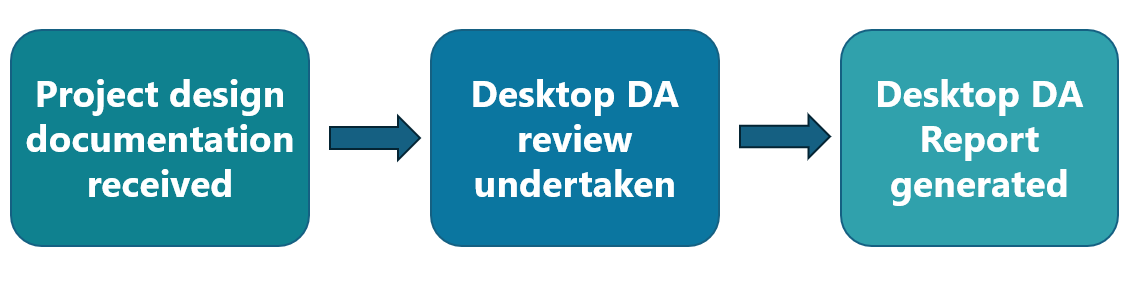 Project design
documentation
received
Desktop DA
review
undertaken
Desktop DA
Report
generated